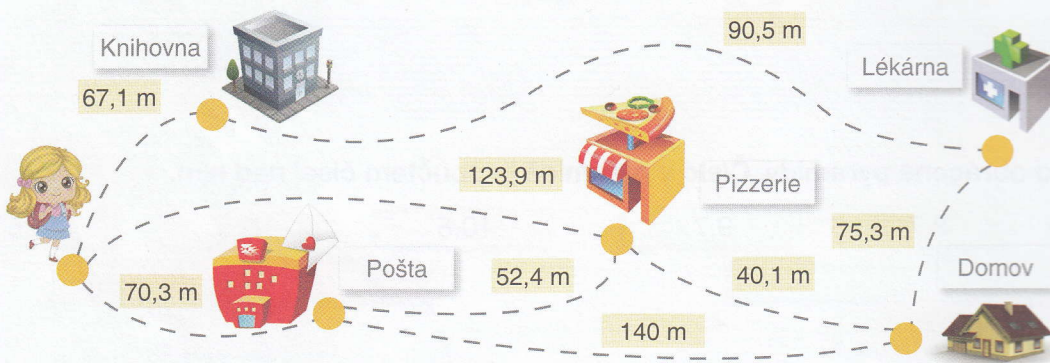 Knihovna
90,5 m
Lékárna
67,1 m
123,9 m
Pizzerie
75,3 m
Pošta
52,4 m
40,1 m
Domov
70,3 m
140 m